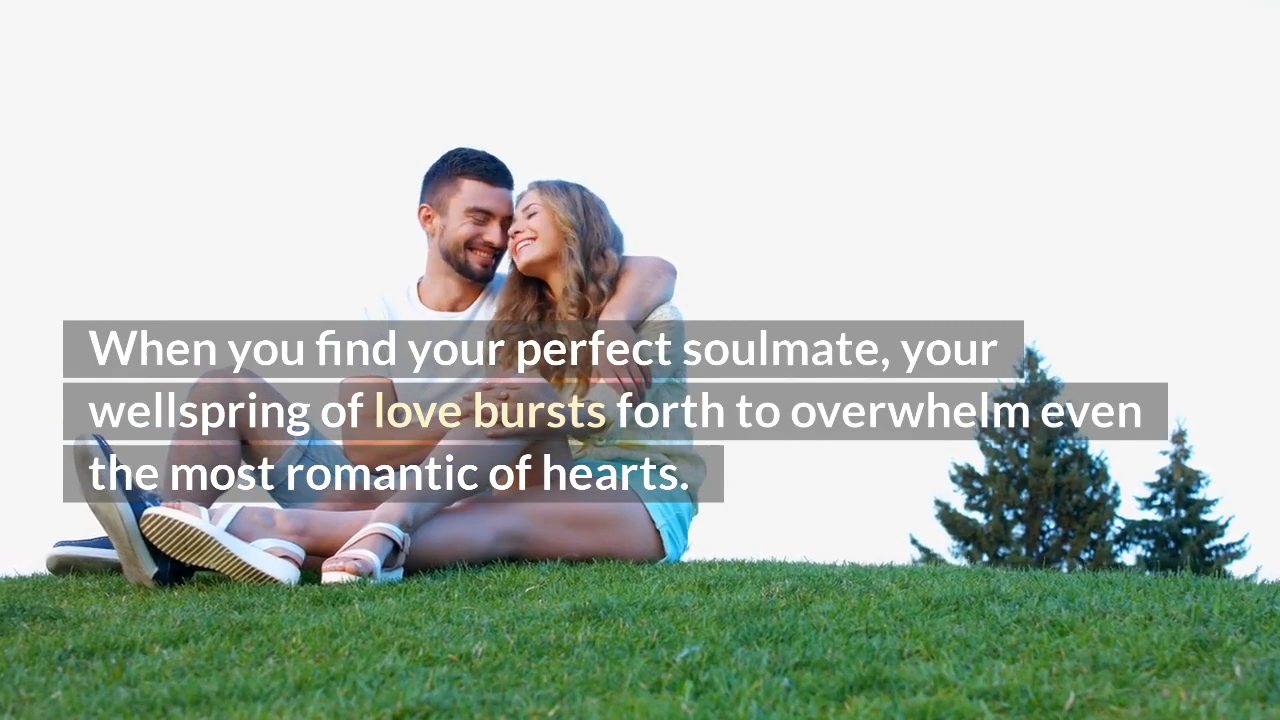 When you find your perfect soulmate, your
wellspring of love bursts forth to overwhelm even
the most romantic of hearts.